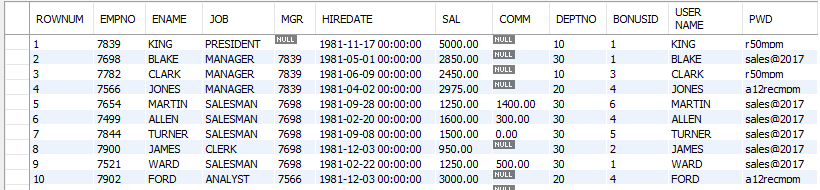 ROWNUM EMPNO ENAME JOB MGR HIREDATE SAL COMM DEPTNO BONUSID USER NAME PWD
1 7839 KING PRESIDENT NULL 1981-11-17 00:00:00 5000.00 NULL 10 1 KING r50mpm
2 7698 BLAKE MANAGER 7839 1981-05-01 00:00:00 2850.00 NULL 30 1 BLAKE sales@2017
3 7782 CLARK MANAGER 7839 1981-06-09 00:00:00 2450.00 NULL 10 3 CLARK r50mpm
4 7566 JONES MANAGER 7839 1981-04-02 00:00:00 2975.00 NULL 20 4 JONES a12recmpm
5 7654 MARTIN SALESMAN 7698 1981-09-28 00:00:00 1250.00 1400.00 30 6 MARTIN sales@2017
6 7499 ALLEN SALESMAN 7698 1981-02-20 00:00:00 1600.00 300.00 30 4 ALLEN sales@2017
7 7844 TURNER SALESMAN 7698 1981-09-08 00:00:00 1500.00 0.00 30 5 TURNER sales@2017
8 7900 JAMES CLERK 7698 1981-12-03 00:00:00 950.00 NULL 30 2 JAMES sales@2017
9 7521 WARD SALESMAN 7698 1981-02-22 00:00:00 1250.00 500.00 30 1 WARD sales@2017
10 7902 FORD ANALYST 7566 1981-12-03 00:00:00 3000.00 NULL 20 4 FORD a12recmpm